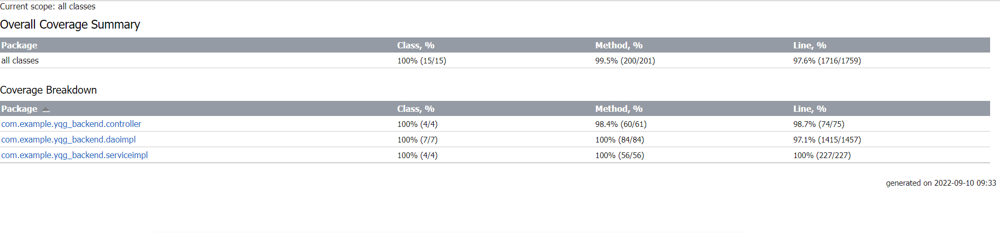 Current scope: all classes
Overall Coverage Summary
Package Class, % Method, % Line, %
all classes 100% (15/15) 99.5% (200/201) 97.6% (1716/1759)
Coverage Breakdown
Package Class, % Method, % Line, %
com.example.yqg_backend.controller 100% (4/4) 98.4% (60/61) 98.7% (74/75)
com.example.yqg_backend.daoimpl 100% (7/7) 100% (84/84) 97.1% (1415/1457)
com.example.yqg_backend.serviceimpl 100% (4/4) 100% (56/56) 100% (227/227)
generated on 2022-09-10 09:33